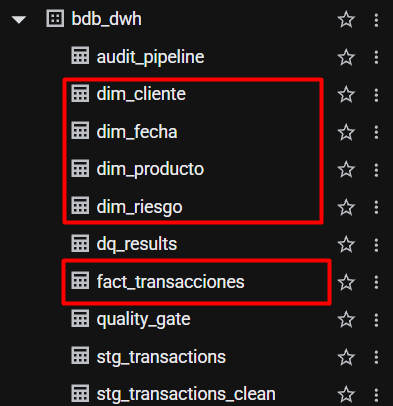 bdb_dwh
audit_pipeline
dim_cliente
dim_fecha
dim_producto
dim_riesgo
dq_results
fact_transacciones
quality_gate
stg_transactions
stg_transactions_clean